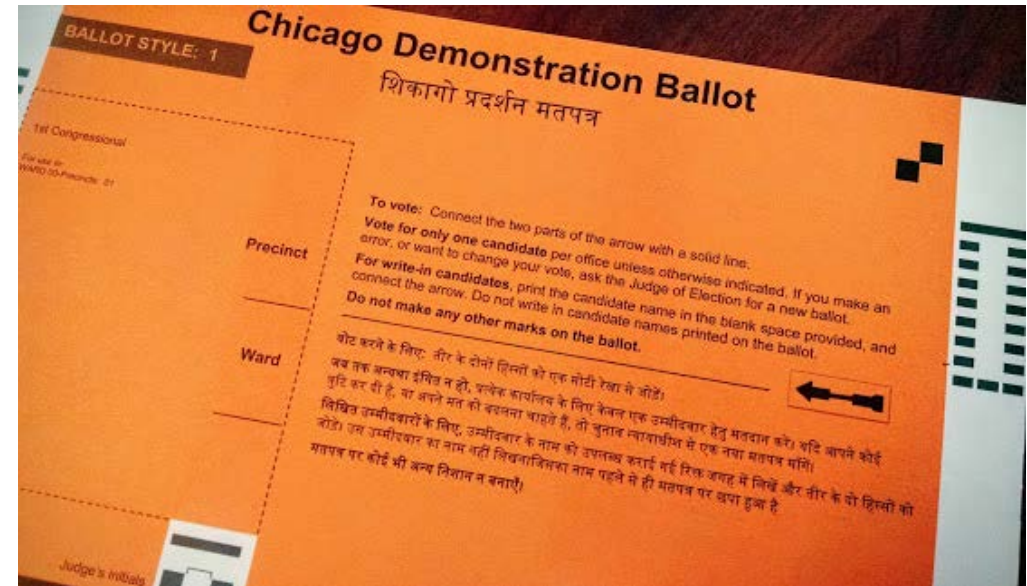 BALLOT STYLE: 1
Chicago Demonstration Ballot
शिकागो प्रदर्शन मतपत्र
1st Congressional
For use in:
WARD 00-Precincts: 01
Precinct
Ward
Judge's Initials
To vote: Connect the two parts of the arrow with a solid line.
Vote for only one candidate per office unless otherwise indicated. If you make an
error, or want to change your vote, ask the Judge of Election for a new ballot.
For write-in candidates, print the candidate name in the blank space provided, and
connect the arrow. Do not write in candidate names printed on the ballot.
Do not make any other marks on the ballot.
वोट करने के लिए: तीर के दोनों हिस्सों को एक मोटी रेखा से जोडें।
जब तक अन्यथा इंगित न हो, प्रत्येक कार्यालय के लिए केवल एक उम्मीदवार हेतु मतदान करें। यदि आपने कोई
त्रुटि कर दी है, या अपने मत को बदलना चाहते हैं, तो चुनाव न्यायाधीश से एक नया मतपत्र मांगें।
लिखित उम्मीदवारों के लिए, उम्मीदवार के नाम को उपलब्ध कराई गई रिक्त जगह में लिखें और तीर के दो हिस्सों को
जोडें। उस उम्मीदवार का नाम नहीं लिखनाजिसका नाम पहले से ही मतपत्र पर छपा हुआ है
मतपत्र पर कोई भी अन्य निशान न बनाएँ।